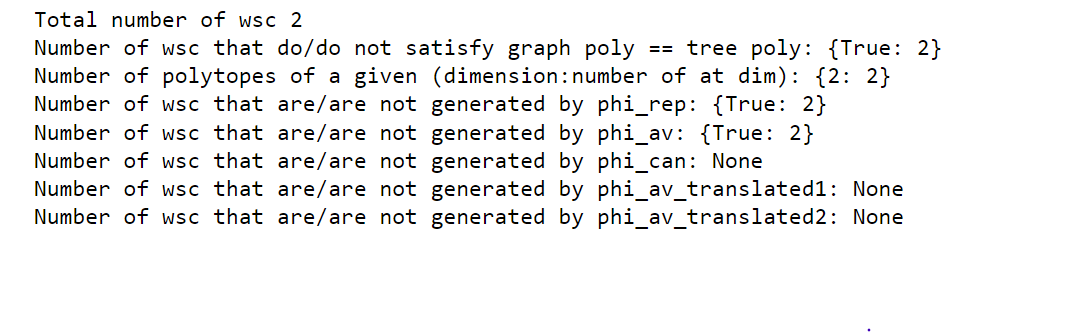 Total number of wsc 2
Number of wsc that do/do not satisfy graph poly == tree poly: {True: 2}
Number of polytopes of a given (dimension:number of at dim): {2: 2}
Number of wsc that are/are not generated by phi_rep: {True: 2}
Number of wsc that are/are not generated by phi_av: {True: 2}
Number of wsc that are/are not generated by phi_can: None
Number of wsc that are/are not generated by phi_av_translated1: None
Number of wsc that are/are not generated by phi_av_translated2: None